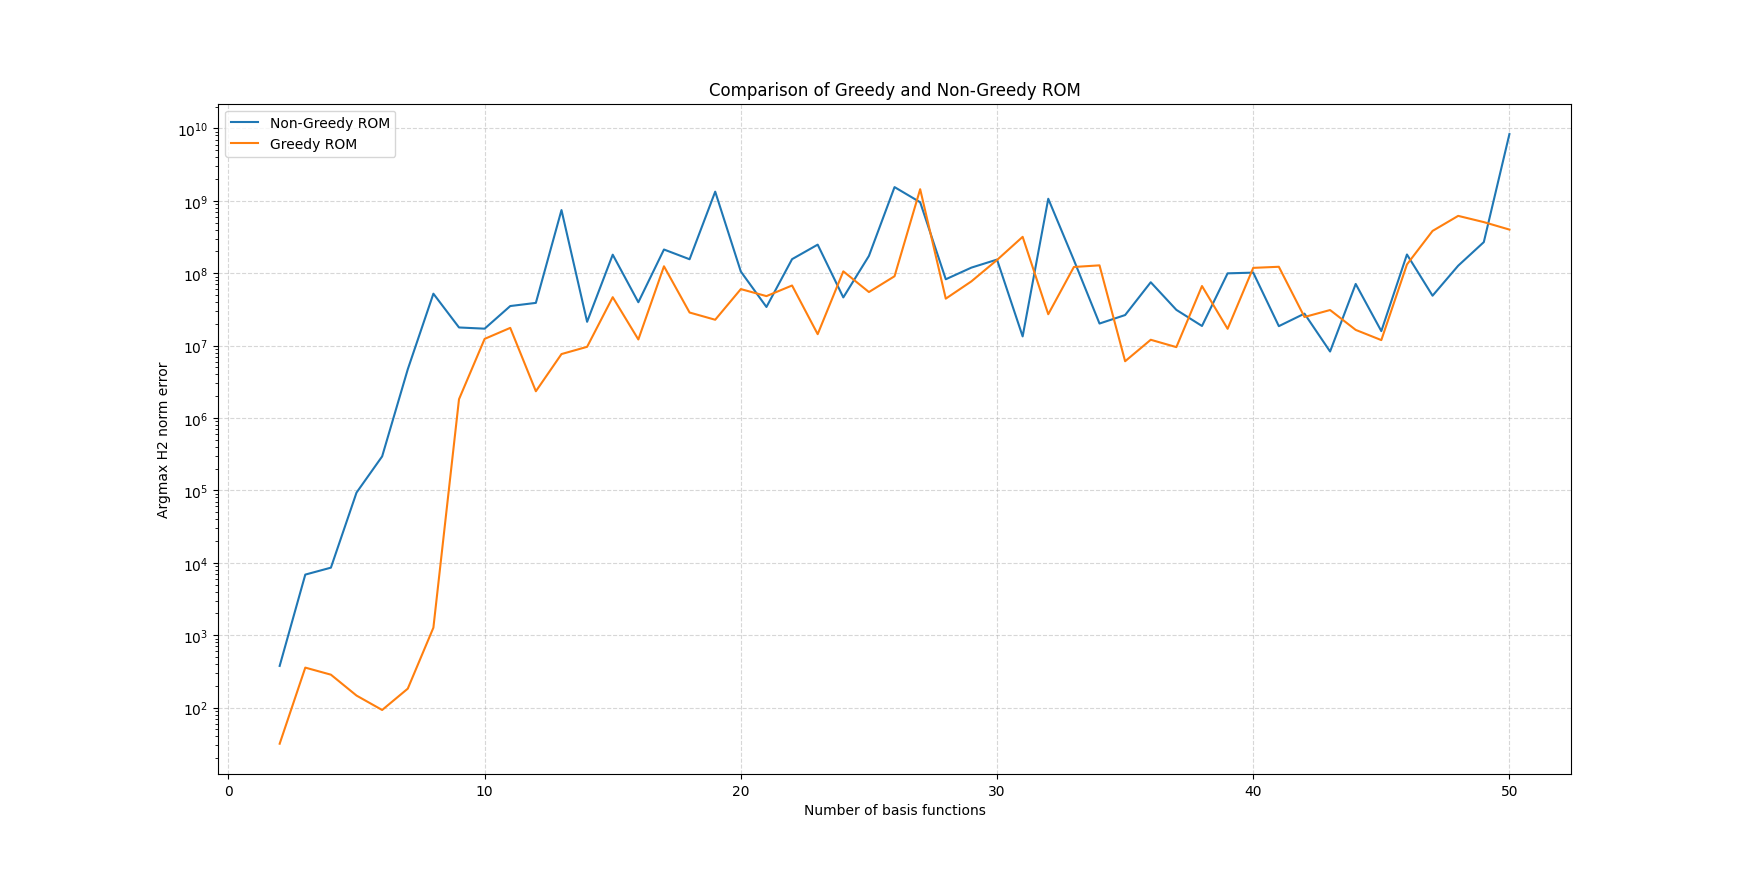 Comparison of Greedy and Non-Greedy ROM
Non-Greedy ROM
Greedy ROM
Argmax H2 norm error
10^10
10^9
10^8
10^7
10^6
10^5
10^4
10^3
10^2
0 10 20 30 40 50
Number of basis functions